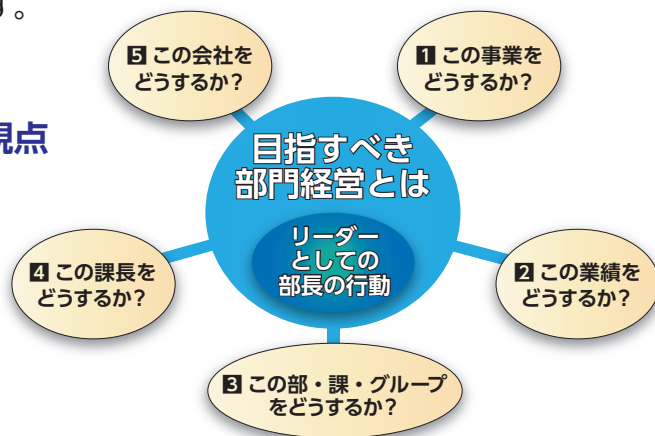 す。
視点
目指すべき
部門経営とは
リーダー
としての
部長の行動
1 この事業を
どうするか？
2 この業績を
どうするか？
3 この部・課・グループ
をどうするか？
4 この課長を
どうするか？
5 この会社を
どうするか？